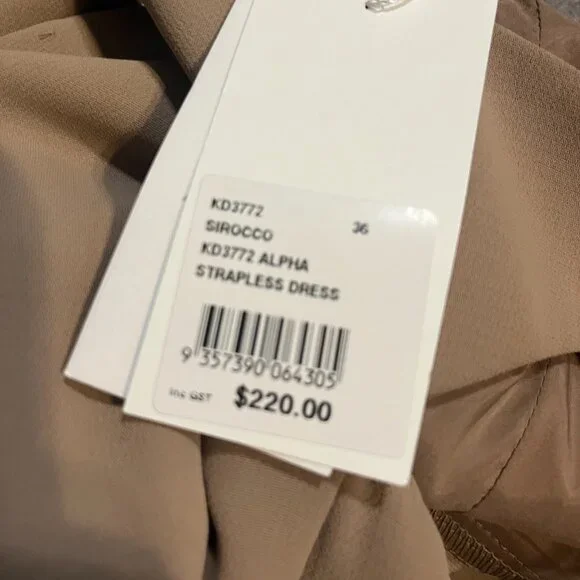 KD3772 36
SIROCCO
KD3772 ALPHA
STRAPLESS DRESS
9 357390 064305
Inc GST $220.00